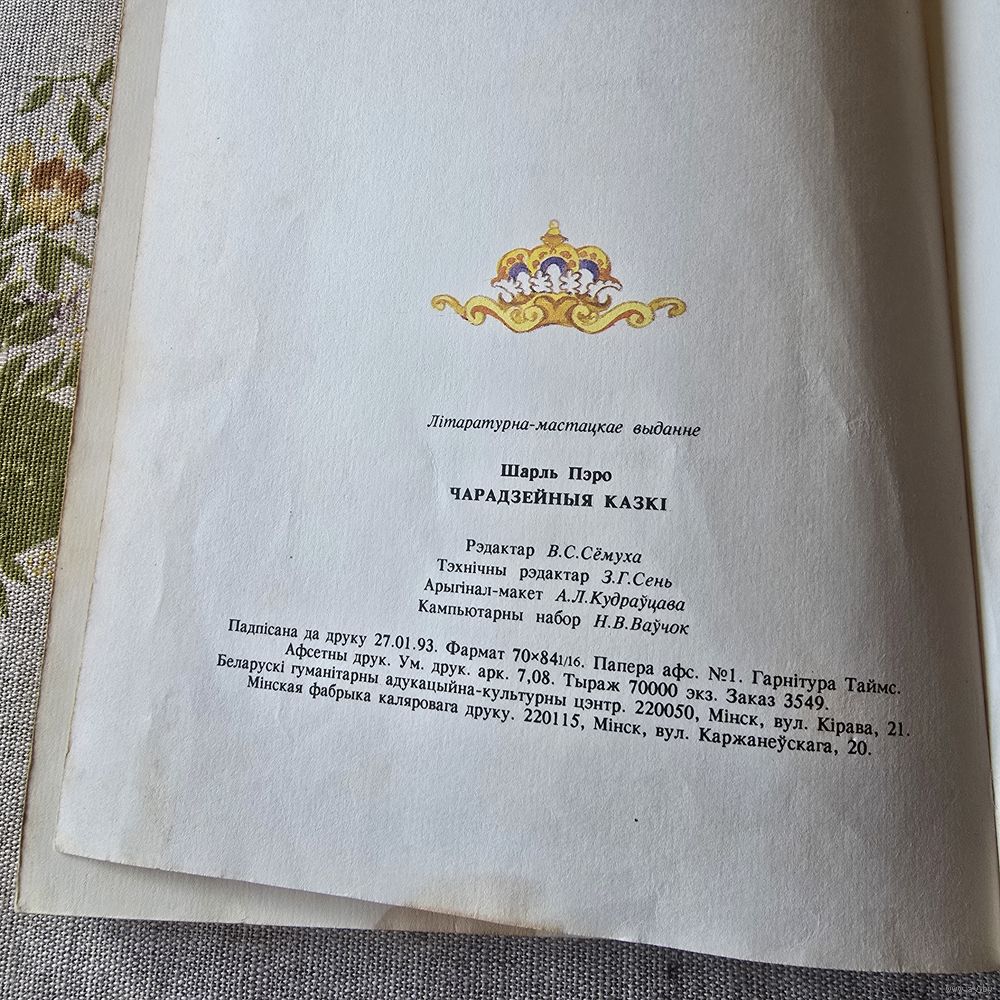 Літаратурна-мастацкае выданне
Шарль Пэро
ЧАРАДЗЕЙНЫЯ КАЗКІ
Рэдактар В.С.Сёмуха
Тэхнічны рэдактар З.Г.Сень
Арыгінал-макет А.Л.Кудраўцава
Кампьютарны набор Н.В.Ваўчок
Падпісана да друку 27.01.93. Фармат 70×841/16. Папера афс. №1. Гарнітура Таймс.
Афсетны друк. Ум. друк. арк. 7,08. Тыраж 70000 экз. Заказ 3549.
Беларускі гуманітарны адукацыйна-культурны цэнтр. 220050, Мінск, вул. Кірава, 21.
Мінская фабрыка каляровага друку. 220115, Мінск, вул. Каржанеўскага, 20.